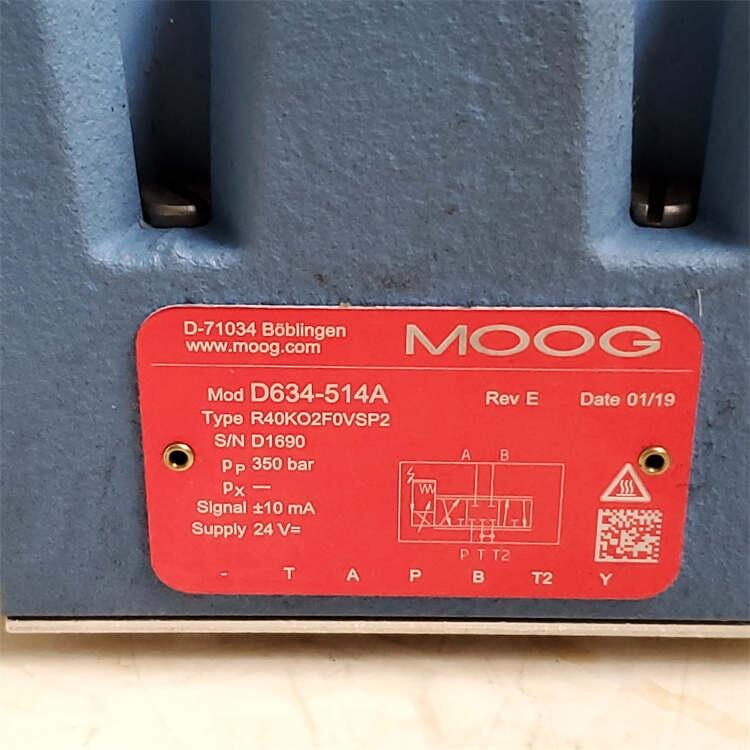 D-71034 Böblingen
www.moog.com
MOOG
Mod D634-514A
Rev E
Date 01/19
Type R40KO2F0VSP2
S/N D1690
pP 350 bar
pX —
Signal ±10 mA
Supply 24 V=
A B
P T T2
- T A P B T2 Y